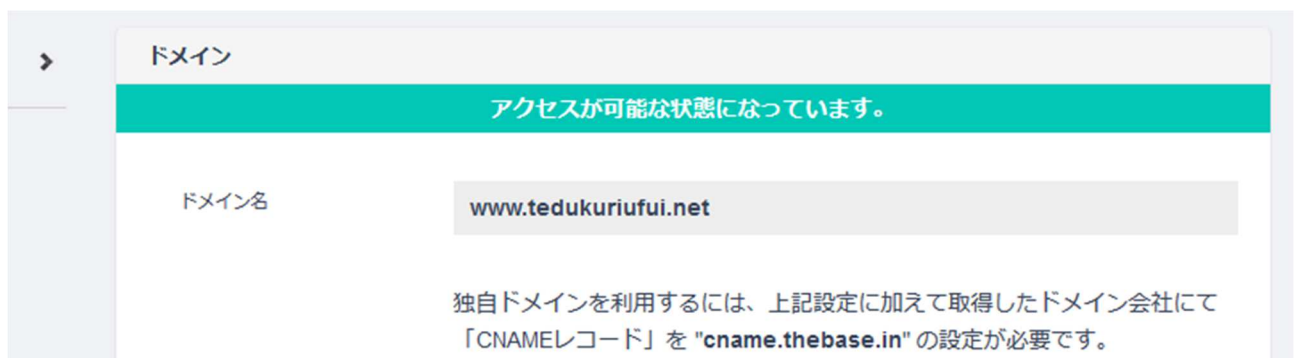 ドメイン
アクセスが可能な状態になっています。
ドメイン名
www.tedukuriufui.net
独自ドメインを利用するには、上記設定に加えて取得したドメイン会社にて
「CNAMEレコード」を "cname.thebase.in" の設定が必要です。